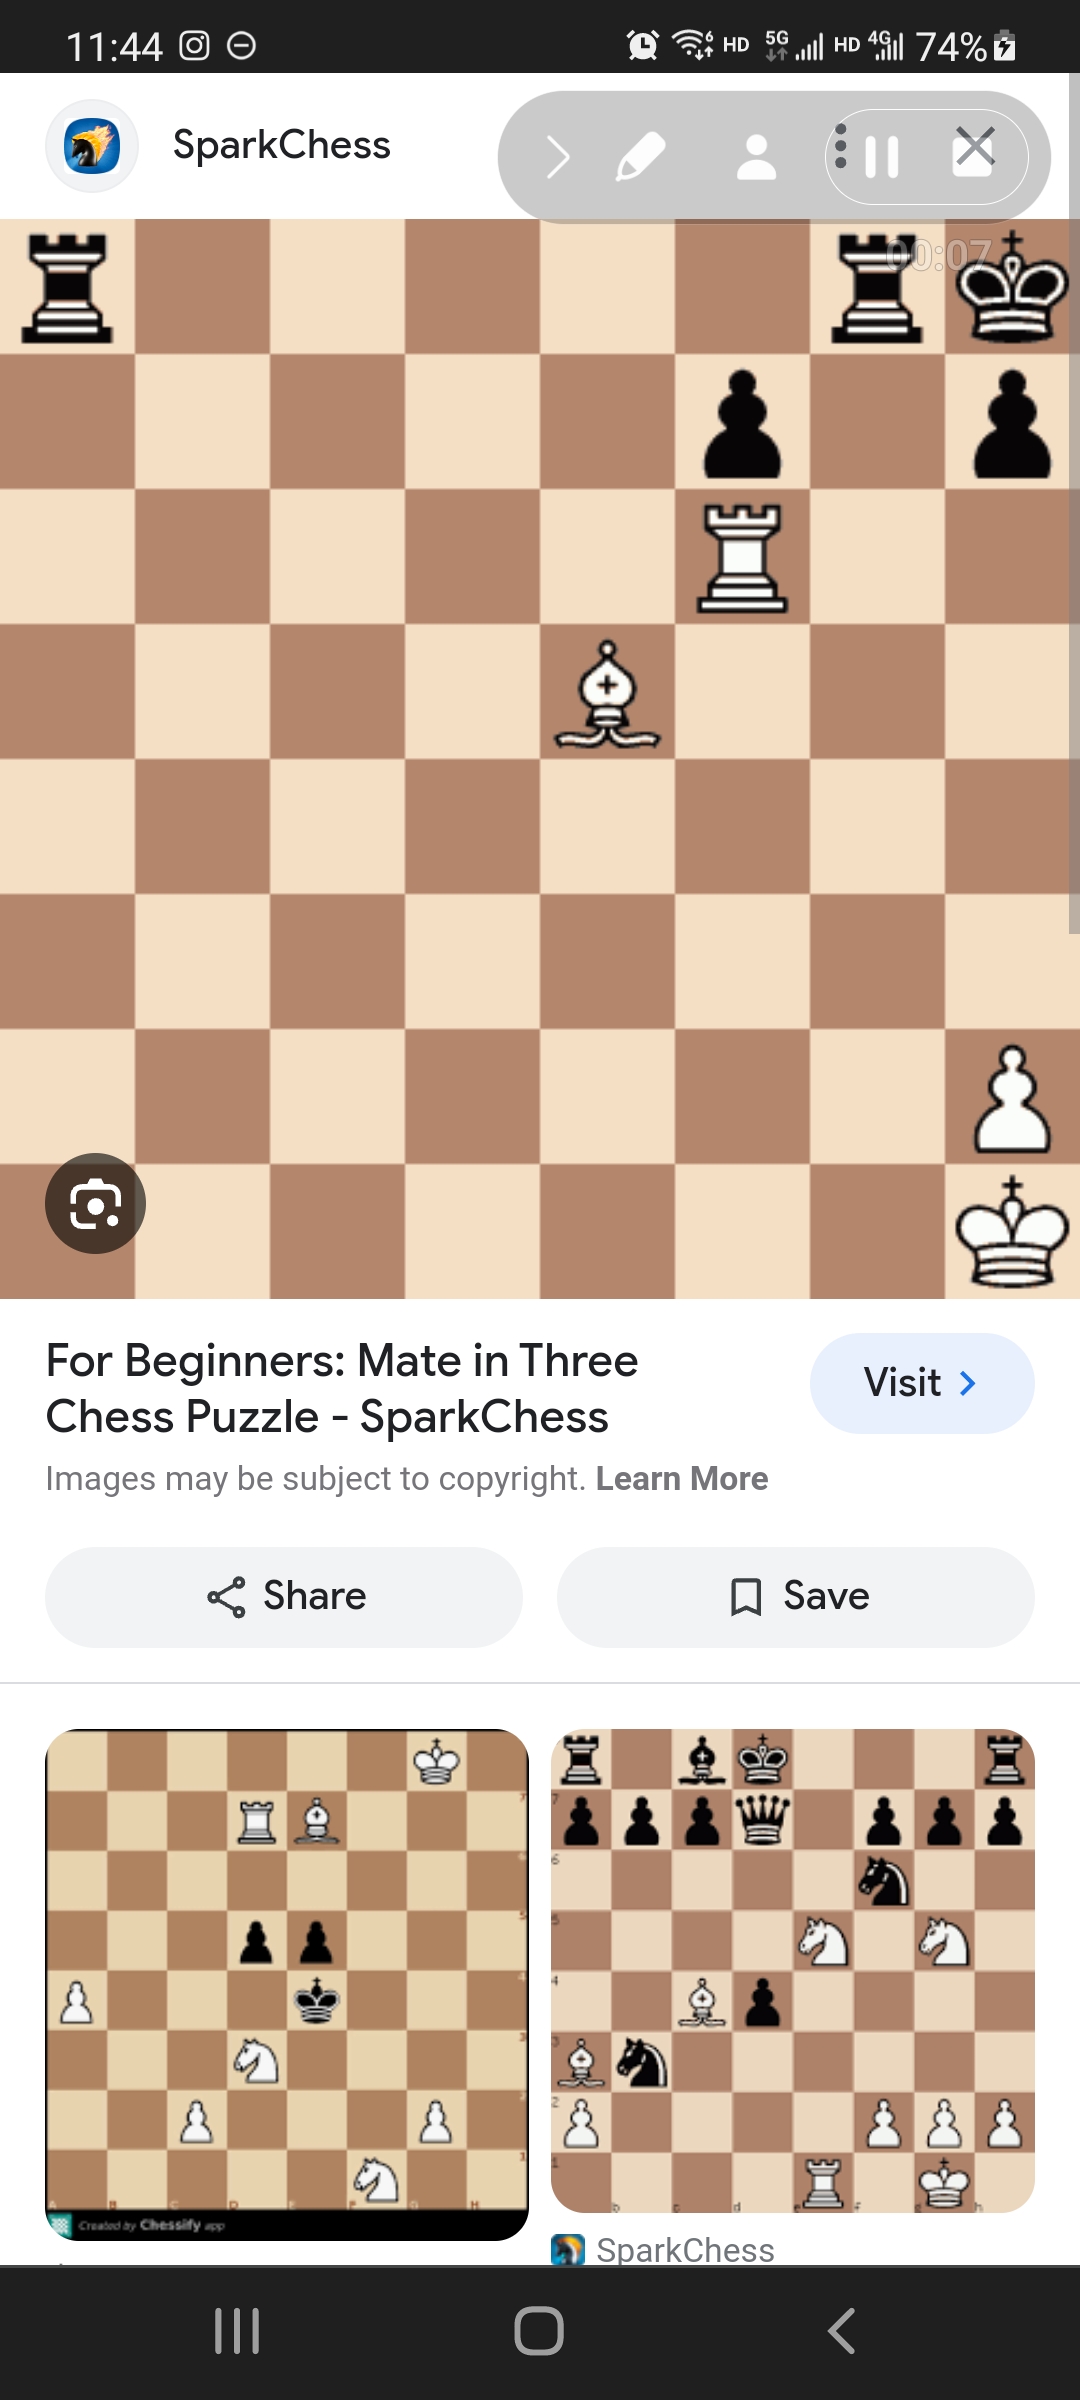 11:44
6 HD 5G HD 4G 74%
SparkChess
00:07
For Beginners: Mate in Three
Chess Puzzle - SparkChess
Visit
Images may be subject to copyright. Learn More
Share
Save
Created by Chessify app
SparkChess